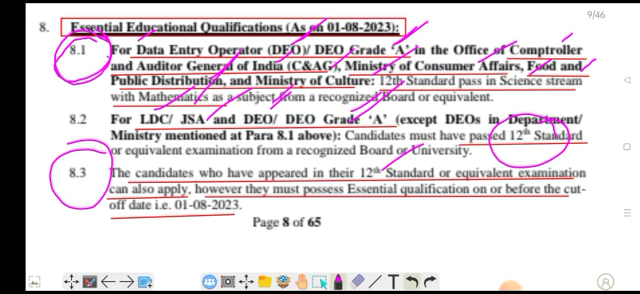 9/46
8. Essential Educational Qualifications (As on 01-08-2023):
8.1 For Data Entry Operator (DEO)/ DEO Grade 'A' in the Office of Comptroller
and Auditor General of India (C&AG), Ministry of Consumer Affairs, Food and
Public Distribution, and Ministry of Culture: 12th Standard pass in Science stream
with Mathematics as a subject from a recognized Board or equivalent.
8.2 For LDC/ JSA and DEO/ DEO Grade 'A' (except DEOs in Department/
Ministry mentioned at Para 8.1 above): Candidates must have passed 12th Standard
or equivalent examination from a recognized Board or University.
8.3 The candidates who have appeared in their 12th Standard or equivalent examination
can also apply, however they must possess Essential qualification on or before the cut-
off date i.e. 01-08-2023.
Page 8 of 65
T